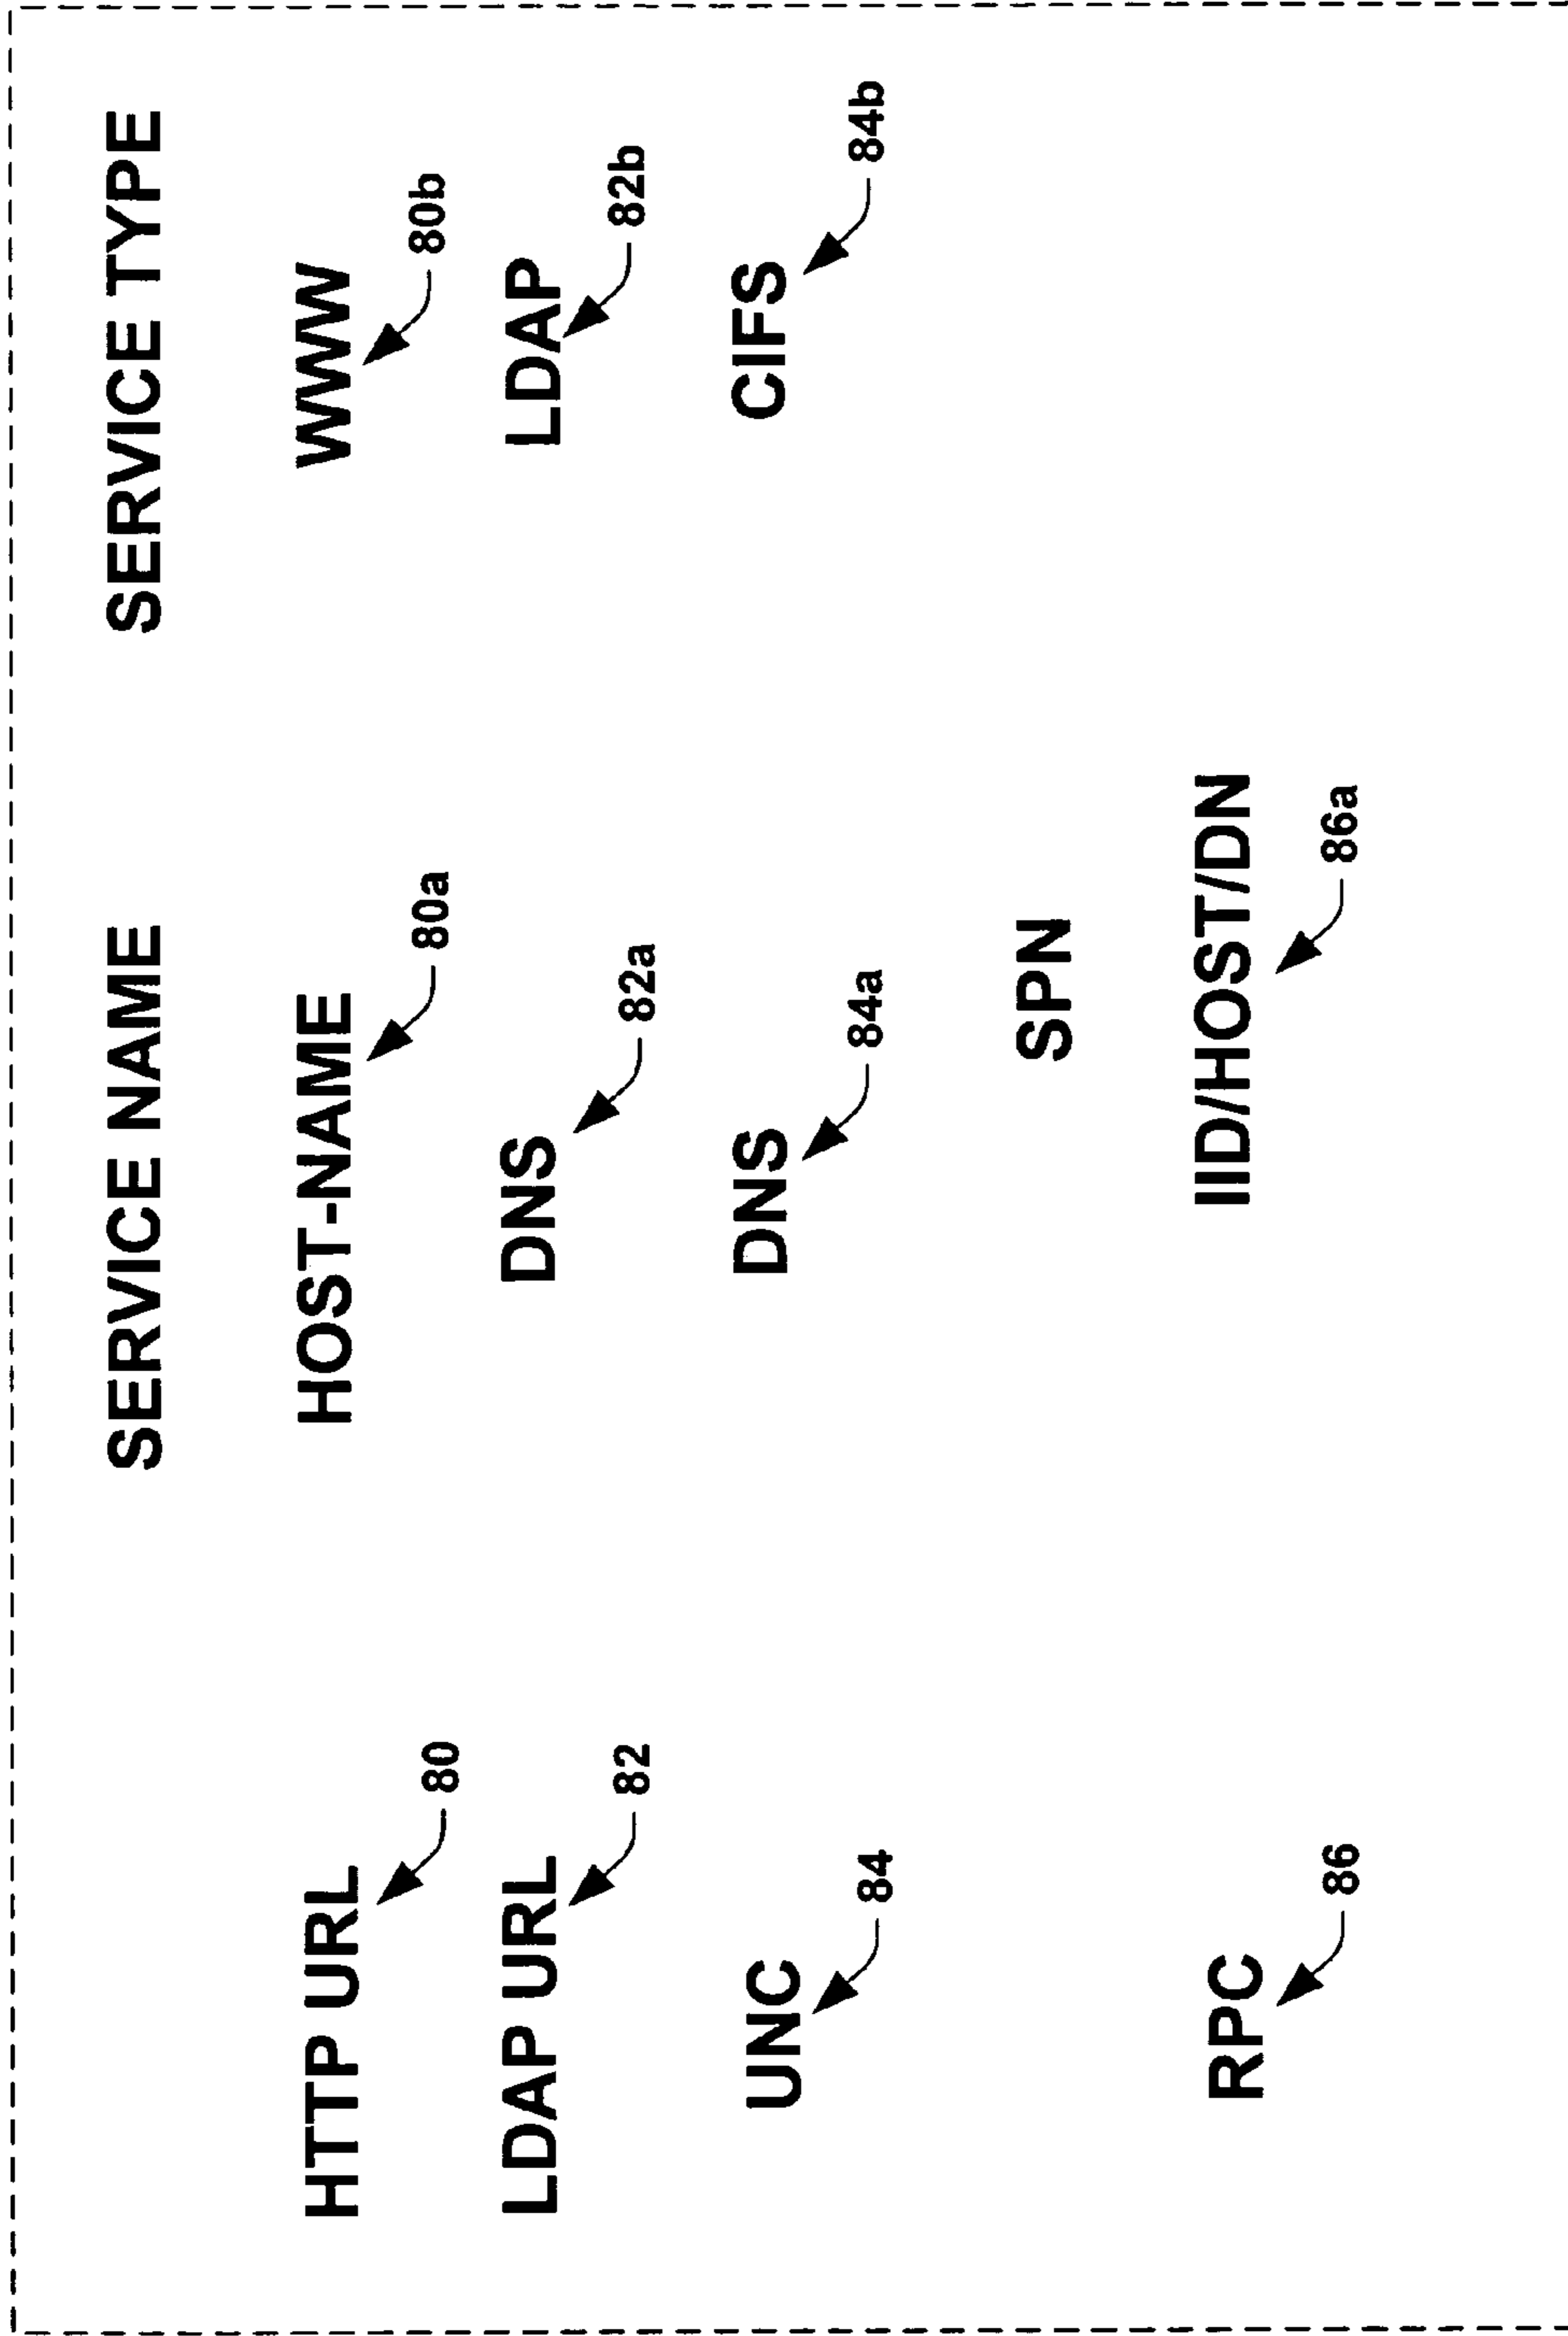 SERVICE NAME SERVICE TYPE
HTTP URL HOST-NAME WWW
80 80a 80b
LDAP URL DNS LDAP
82 82a 82b
UNC DNS CIFS
84 84a 84b
SPN
RPC IID/HOST/DN
86 86a